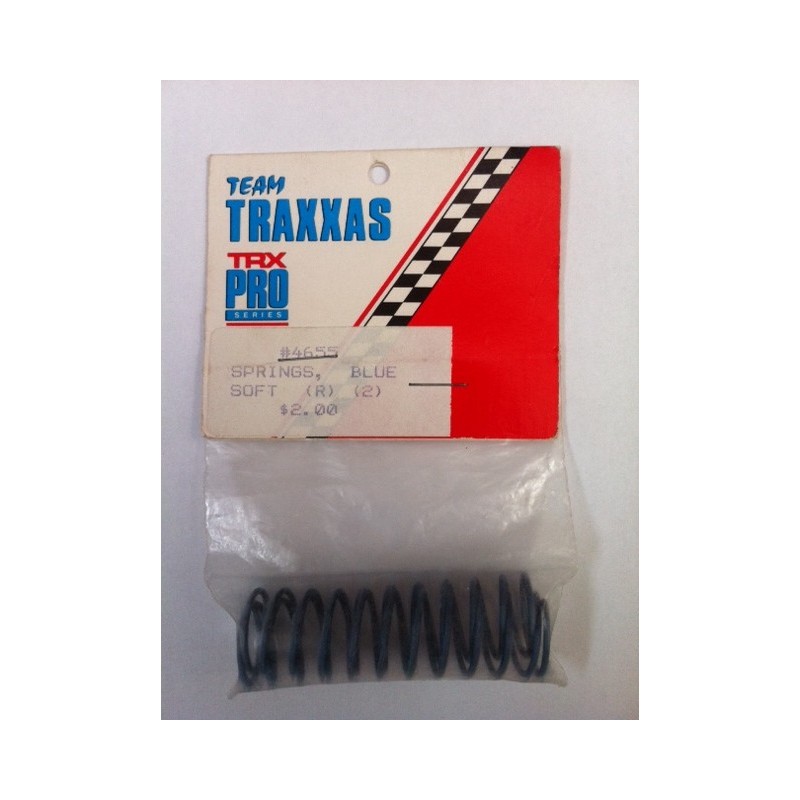 TEAM
TRAXXAS
TRX
PRO
SERIES
#4655
SPRINGS, BLUE
SOFT (R) (2)
$2.00